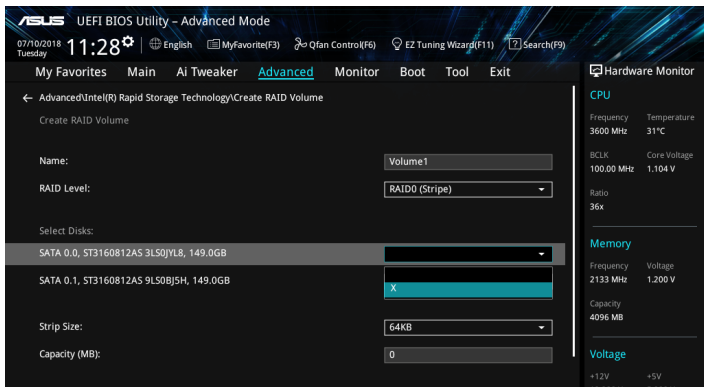 ASUS UEFI BIOS Utility – Advanced Mode
07/10/2018 Tuesday 11:28 English MyFavorite(F3) Qfan Control(F6) EZ Tuning Wizard(F11) ? Search(F9)
My Favorites Main Ai Tweaker Advanced Monitor Boot Tool Exit
← Advanced\Intel(R) Rapid Storage Technology\Create RAID Volume
Create RAID Volume
Name: Volume1
RAID Level: RAID0 (Stripe)
Select Disks:
SATA 0.0, ST3160812AS 3LS0JYL8, 149.0GB
X
SATA 0.1, ST3160812AS 9LS0BJ5H, 149.0GB
Strip Size: 64KB
Capacity (MB): 0
Hardware Monitor
CPU
Frequency Temperature
3600 MHz 31°C
BCLK Core Voltage
100.00 MHz 1.104 V
Ratio
36x
Memory
Frequency Voltage
2133 MHz 1.200 V
Capacity
4096 MB
Voltage
+12V +5V